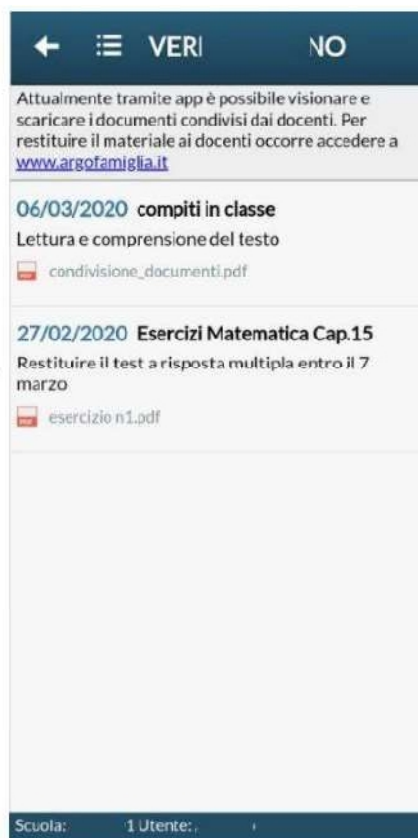 VERI NO
Attualmente tramite app è possibile visionare e
scaricare i documenti condivisi dai docenti. Per
restituire il materiale ai docenti occorre accedere a
www.argofamiglia.it
06/03/2020 compiti in classe
Lettura e comprensione del testo
condivisione_documenti.pdf
27/02/2020 Esercizi Matematica Cap.15
Restituire il test a risposta multipla entro il 7
marzo
esercizio n1.pdf
Scuola: 1 Utente: